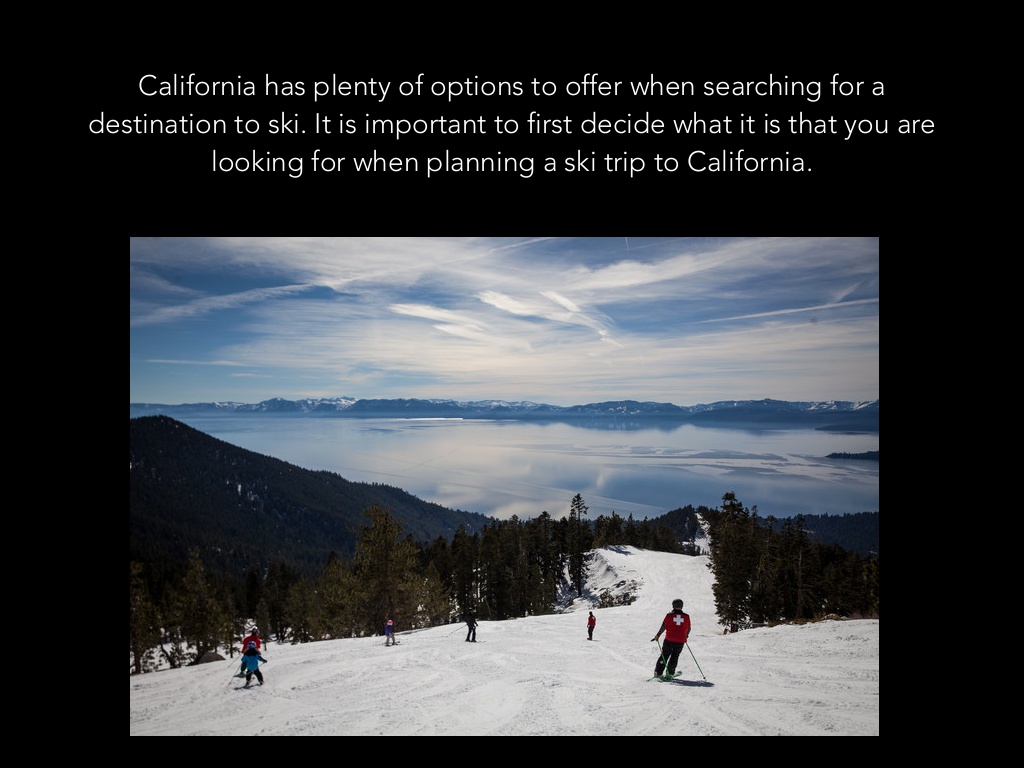 California has plenty of options to offer when searching for a
destination to ski. It is important to first decide what it is that you are
looking for when planning a ski trip to California.